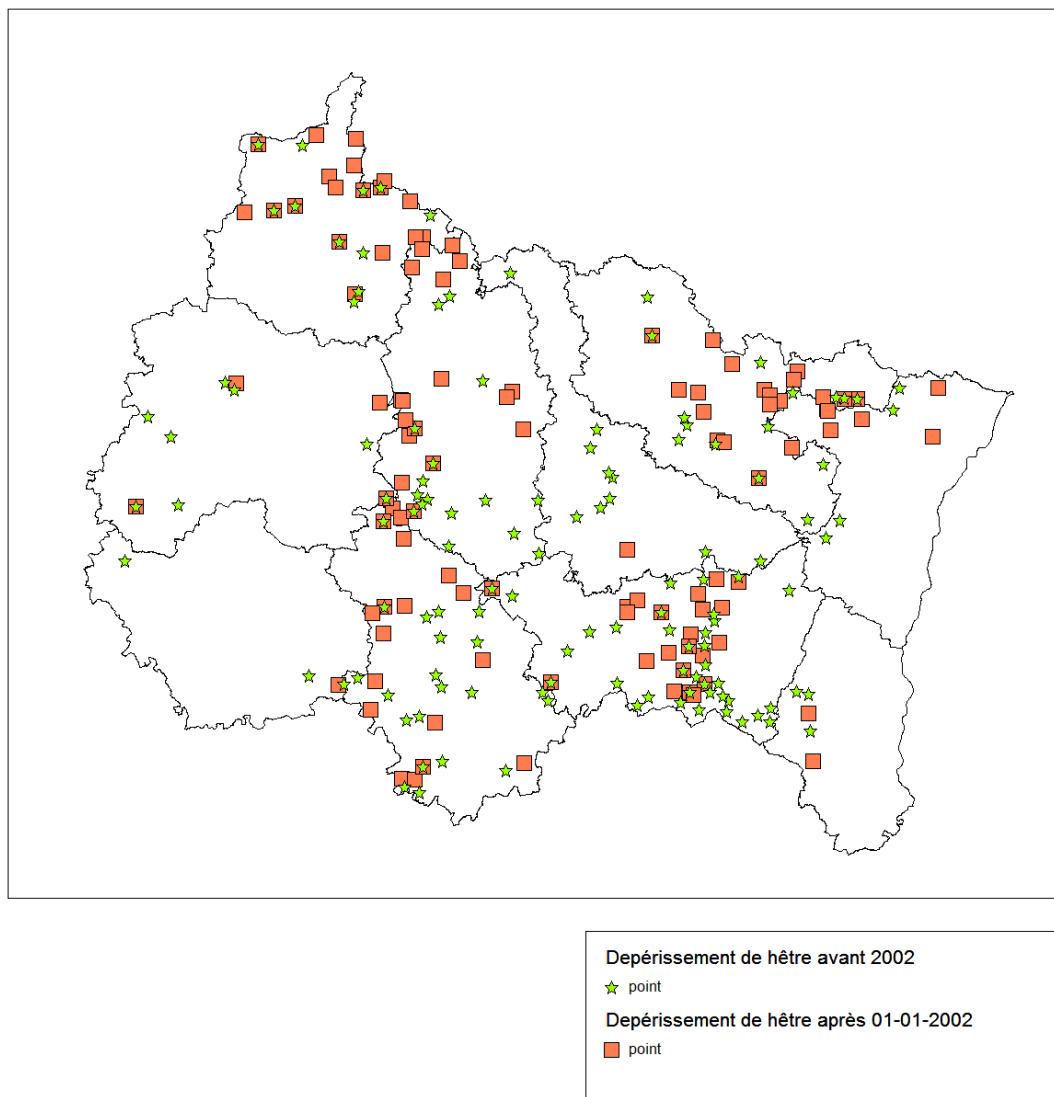 Depérissement de hêtre avant 2002
point
Depérissement de hêtre après 01-01-2002
point